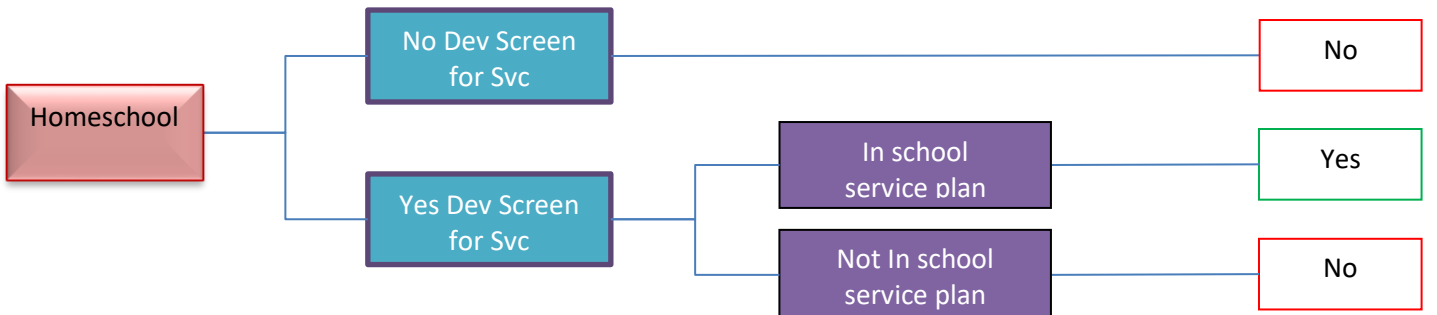 No Dev Screen
for Svc
No
Homeschool
In school
service plan
Yes
Yes Dev Screen
for Svc
Not In school
service plan
No